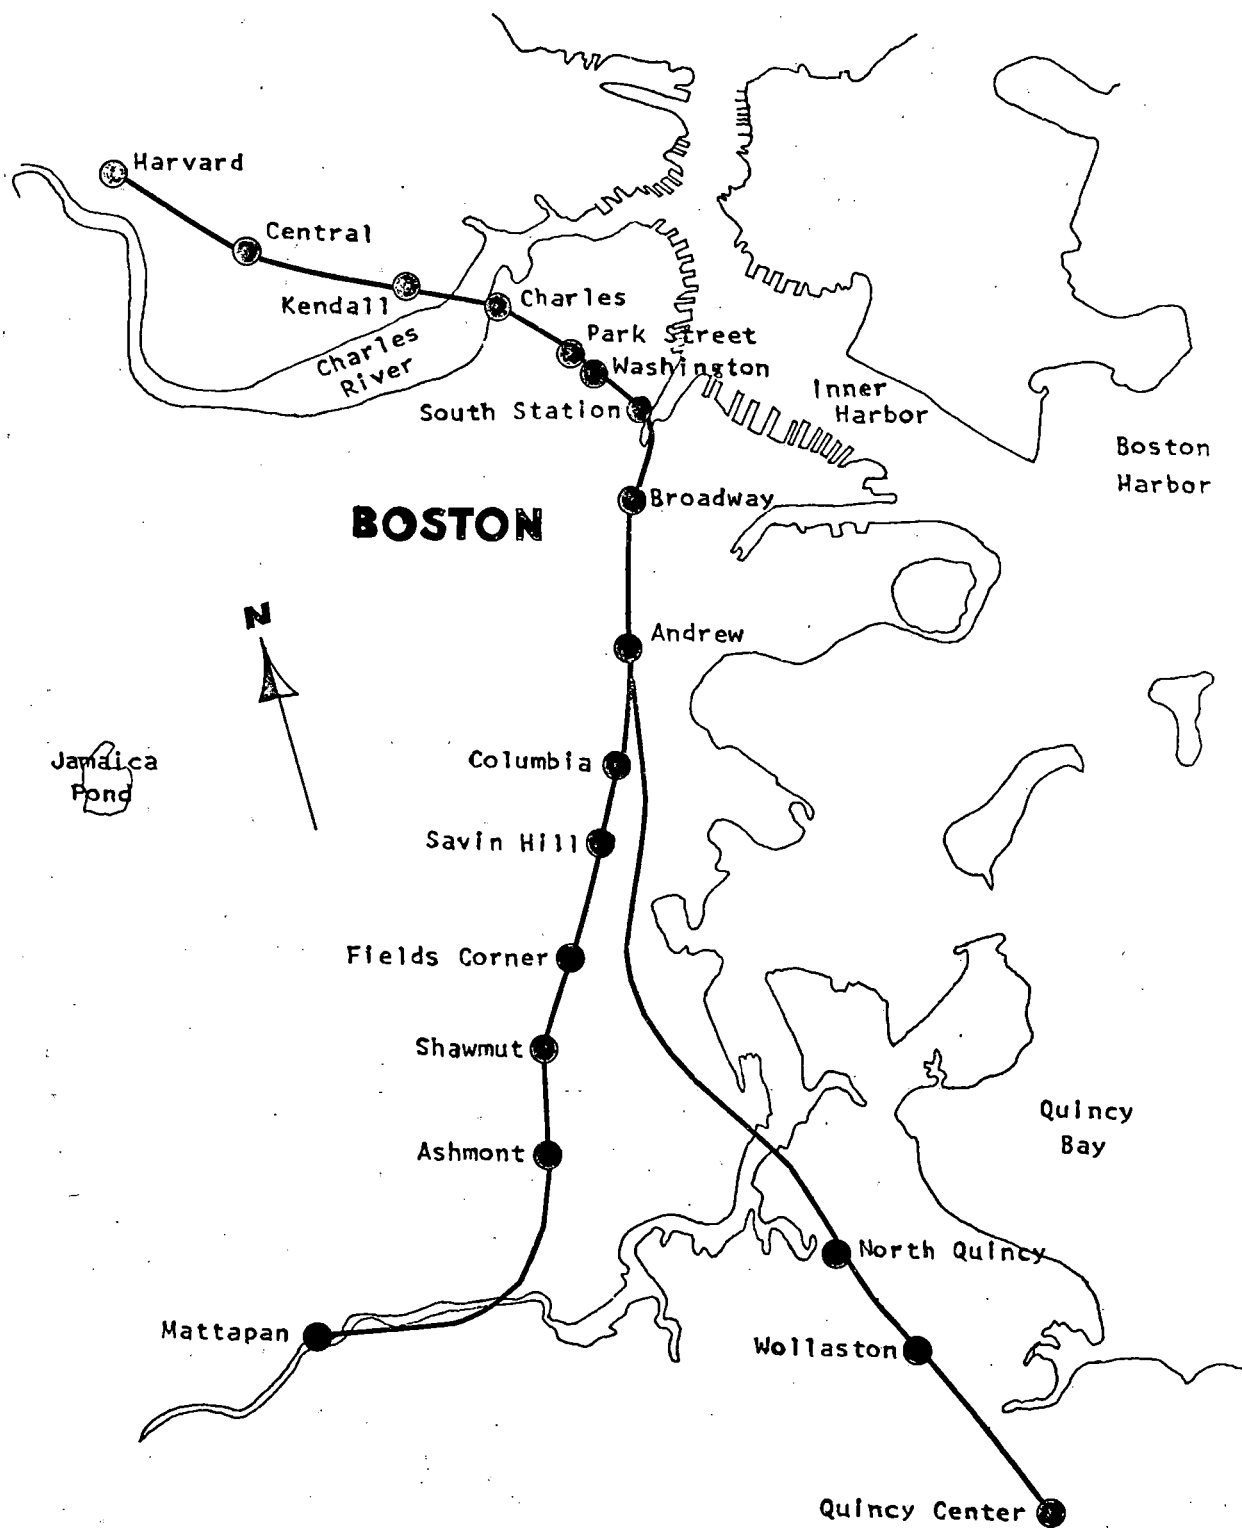 Harvard
Central
Kendall
Charles
Park Street
Charles
River
Washington
Inner
Harbor
South Station
Boston
Harbor
Broadway
BOSTON
N
Andrew
Jamaica
Pond
Columbia
Savin Hill
Fields Corner
Shawmut
Quincy
Bay
Ashmont
North Quincy
Mattapan
Wollaston
Quincy Center